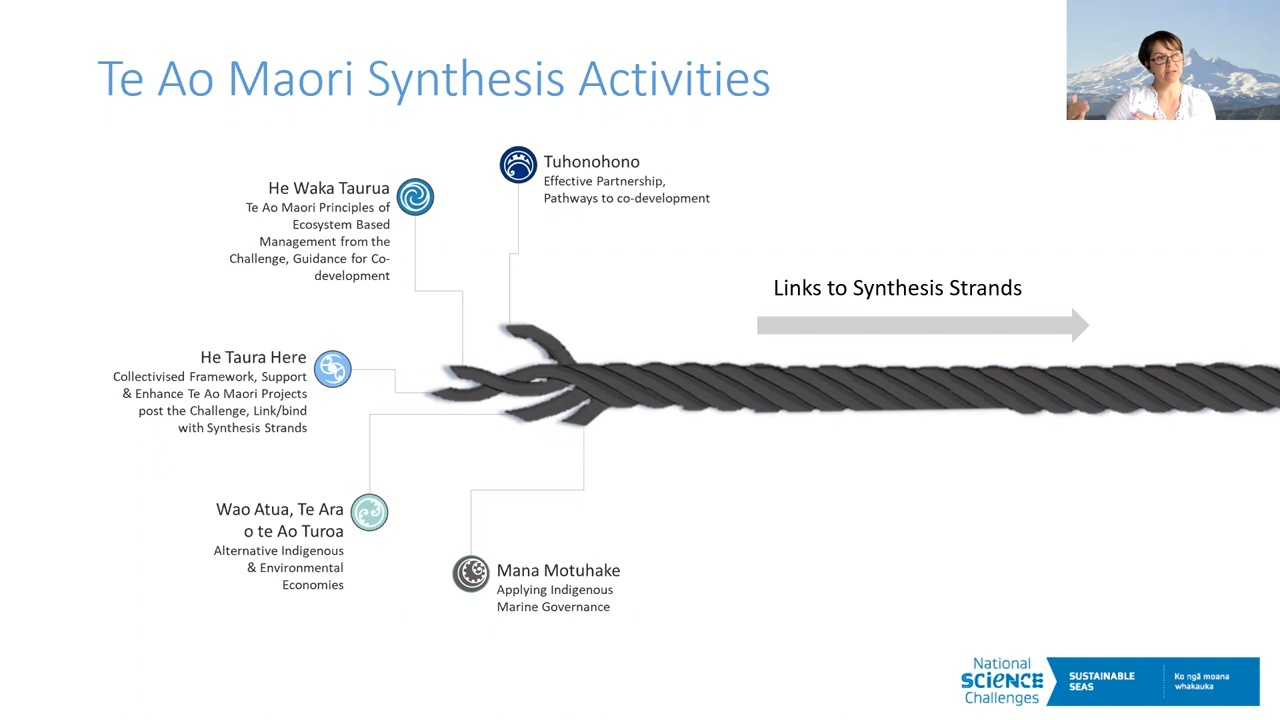 Te Ao Maori Synthesis Activities
Tuhonohono
Effective Partnership,
Pathways to co-development
He Waka Taurua
Te Ao Maori Principles of
Ecosystem Based
Management from the
Challenge, Guidance for Co-
development
Links to Synthesis Strands
He Taura Here
Collectivised Framework, Support
& Enhance Te Ao Maori Projects
post the Challenge, Link/bind
with Synthesis Strands
Wao Atua, Te Ara
o te Ao Turoa
Alternative Indigenous
& Environmental
Economies
Mana Motuhake
Applying Indigenous
Marine Governance
National
SCIENCE
Challenges
SUSTAINABLE
SEAS
Ko ngā moana
whakauka